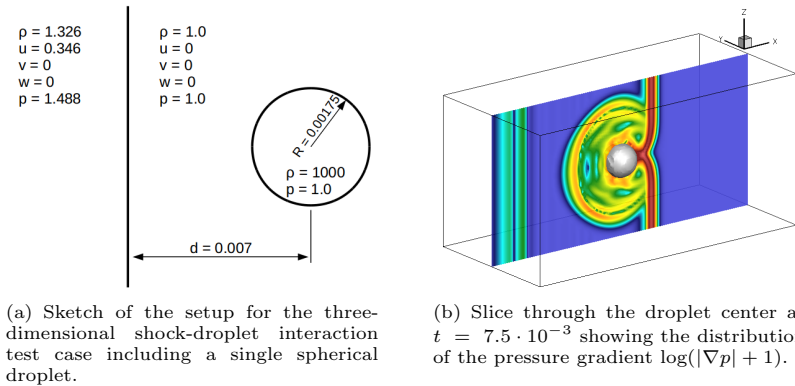 ρ = 1.326
u = 0.346
v = 0
w = 0
p = 1.488
ρ = 1.0
u = 0
v = 0
w = 0
p = 1.0
R = 0.00175
ρ = 1000
p = 1.0
d = 0.007
(a) Sketch of the setup for the three-
dimensional shock-droplet interaction
test case including a single spherical
droplet.
Z
Y
X
(b) Slice through the droplet center a
t = 7.5 · 10⁻³ showing the distributio
of the pressure gradient log(|∇p| + 1).